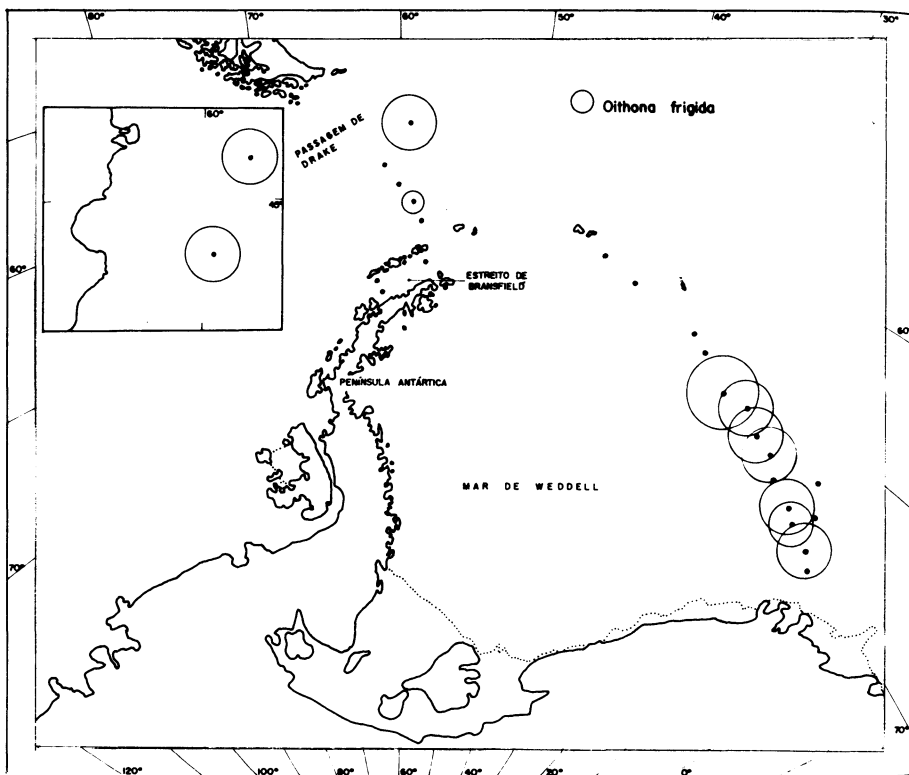 80°
70°
60°
50°
40°
30°
Oithona frigida
60°
PASSAGEM DE
DRAKE
45°
60°
ESTREITO DE
BRANSFIELD
60°
PENÍNSULA ANTÁRTICA
MAR DE WEDDELL
70°
70°
120°
100°
80°
60°
40°
20°
0°